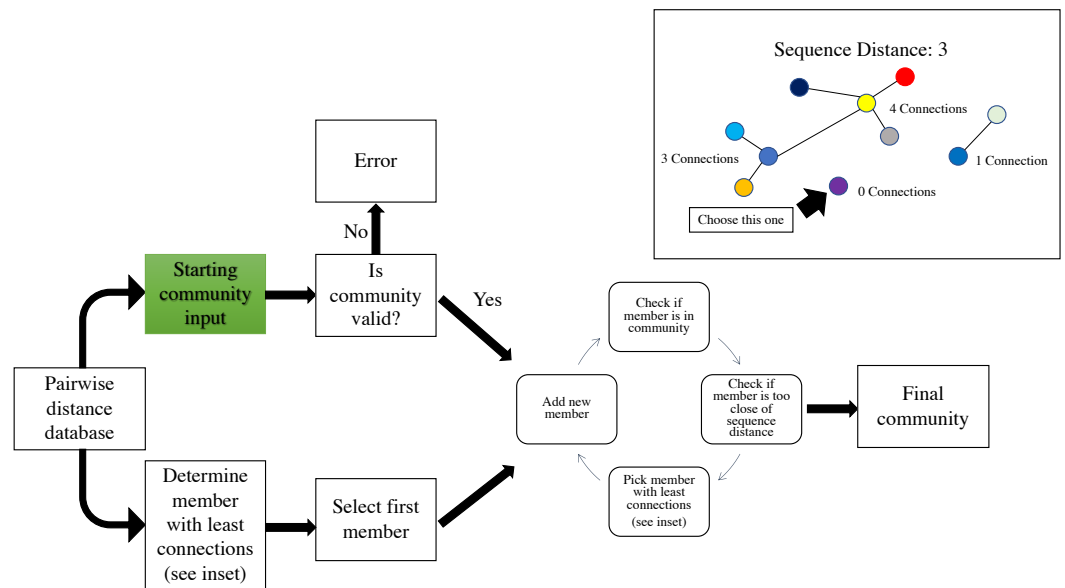 Sequence Distance: 3
4 Connections
3 Connections
1 Connection
0 Connections
Choose this one
Error
No
Starting
community
input
Is
community
valid?
Yes
Check if
member is in
community
Pairwise
distance
database
Add new
member
Check if
member is too
close of
sequence
distance
Final
community
Determine
member
with least
connections
(see inset)
Select first
member
Pick member
with least
connections
(see inset)